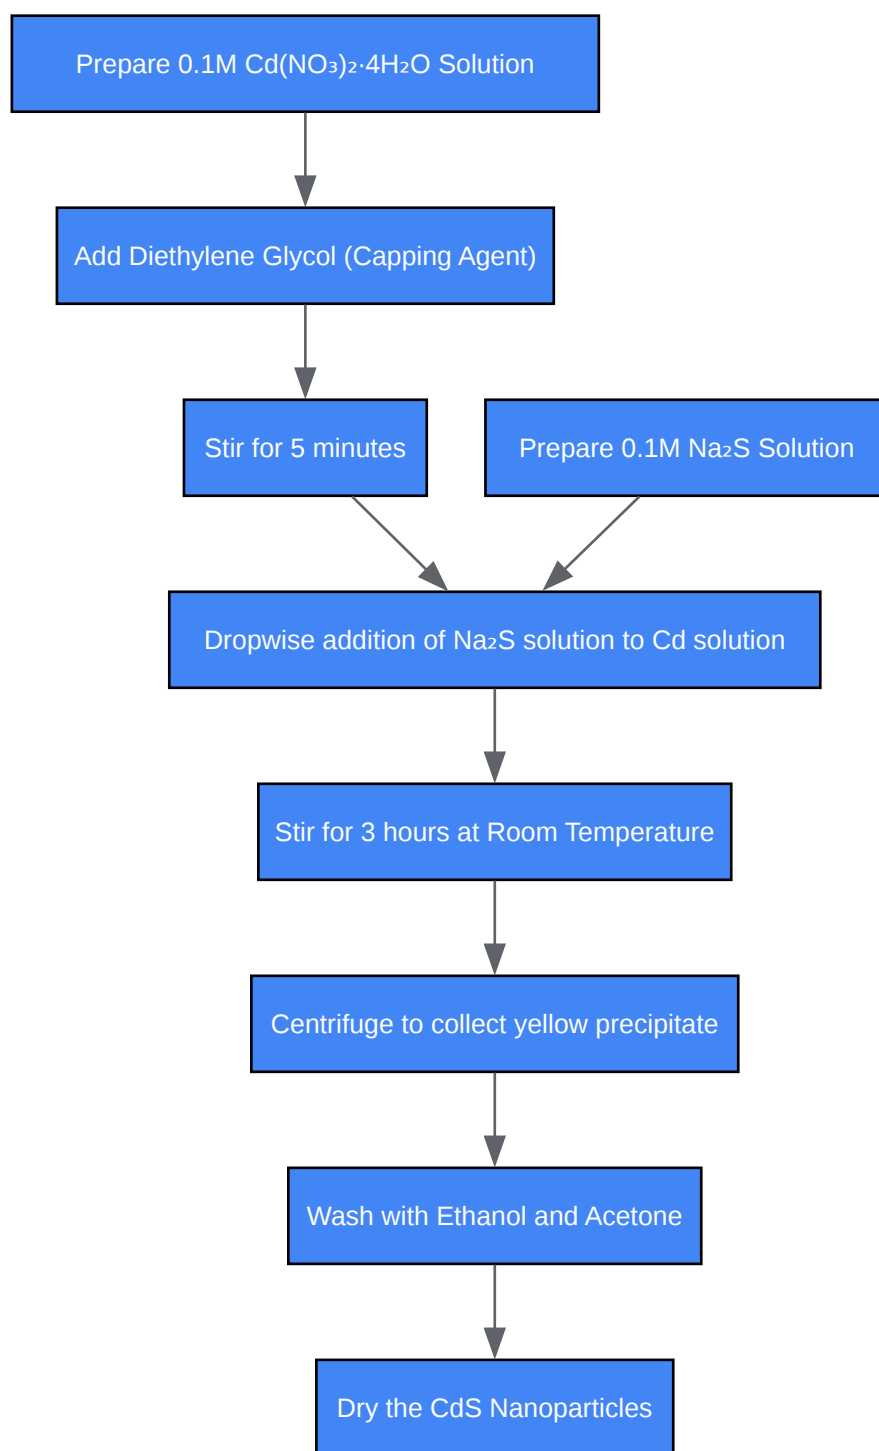 Prepare 0.1M Cd(NO₃)₂·4H₂O Solution
Add Diethylene Glycol (Capping Agent)
Stir for 5 minutes
Prepare 0.1M Na₂S Solution
Dropwise addition of Na₂S solution to Cd solution
Stir for 3 hours at Room Temperature
Centrifuge to collect yellow precipitate
Wash with Ethanol and Acetone
Dry the CdS Nanoparticles